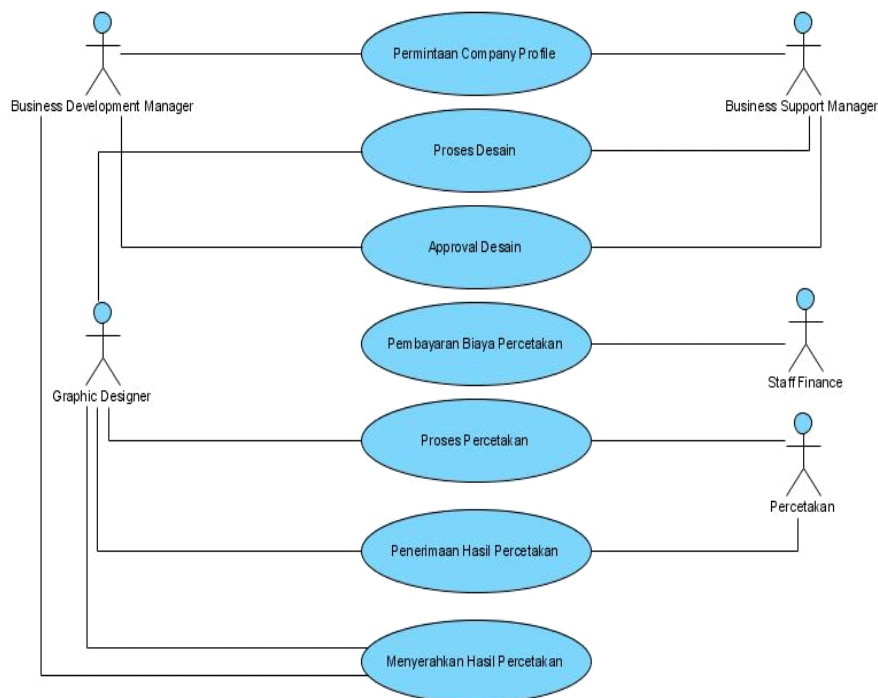 Permintaan Company Profile
Business Development Manager
Business Support Manager
Proses Desain
Approval Desain
Pembayaran Biaya Percetakan
Staff Finance
Graphic Designer
Proses Percetakan
Percetakan
Penerimaan Hasil Percetakan
Menyerahkan Hasil Percetakan